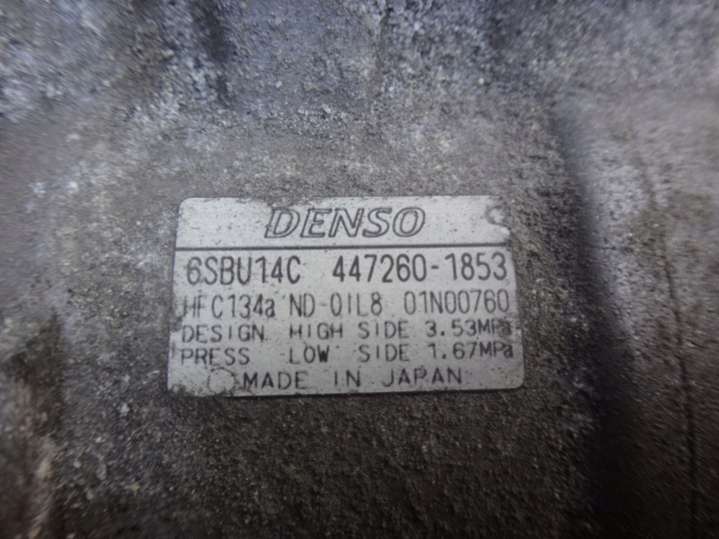 DENSO
6SBU14C 447260-1853
HFC134a ND-OIL8 01N00760
DESIGN HIGH SIDE 3.53MPa
PRESS LOW SIDE 1.67MPa
MADE IN JAPAN